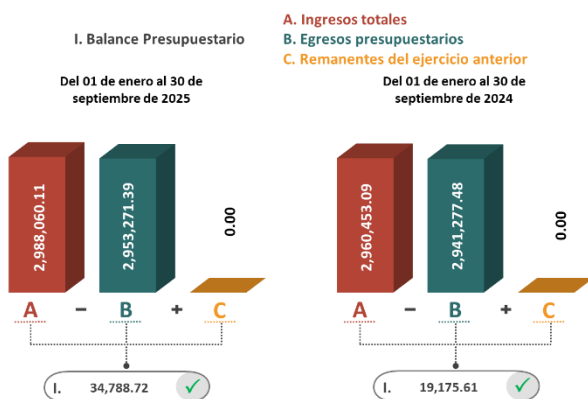 I. Balance Presupuestario
A. Ingresos totales
B. Egresos presupuestarios
C. Remanentes del ejercicio anterior
Del 01 de enero al 30 de
septiembre de 2025
2,988,060.11
2,953,271.39
0.00
A – B + C
I. 34,788.72
Del 01 de enero al 30 de
septiembre de 2024
2,960,453.09
2,941,277.48
0.00
A – B + C
I. 19,175.61